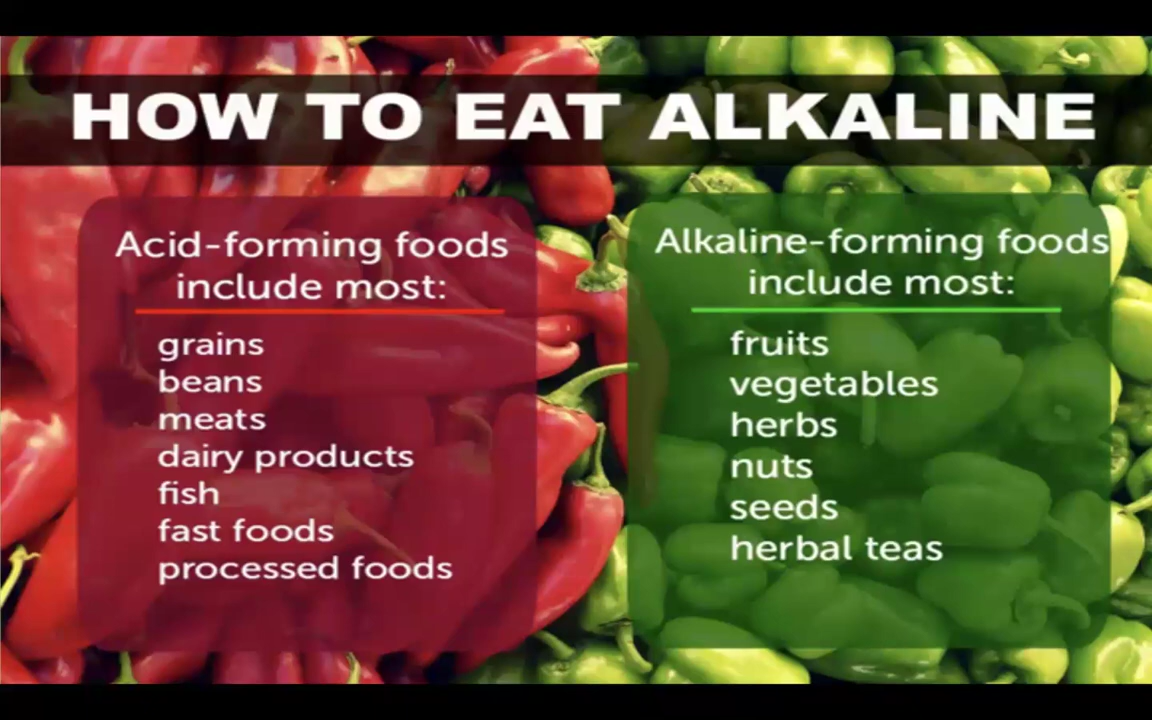 HOW TO EAT ALKALINE
Acid-forming foods
include most:
grains
beans
meats
dairy products
fish
fast foods
processed foods
Alkaline-forming foods
include most:
fruits
vegetables
herbs
nuts
seeds
herbal teas